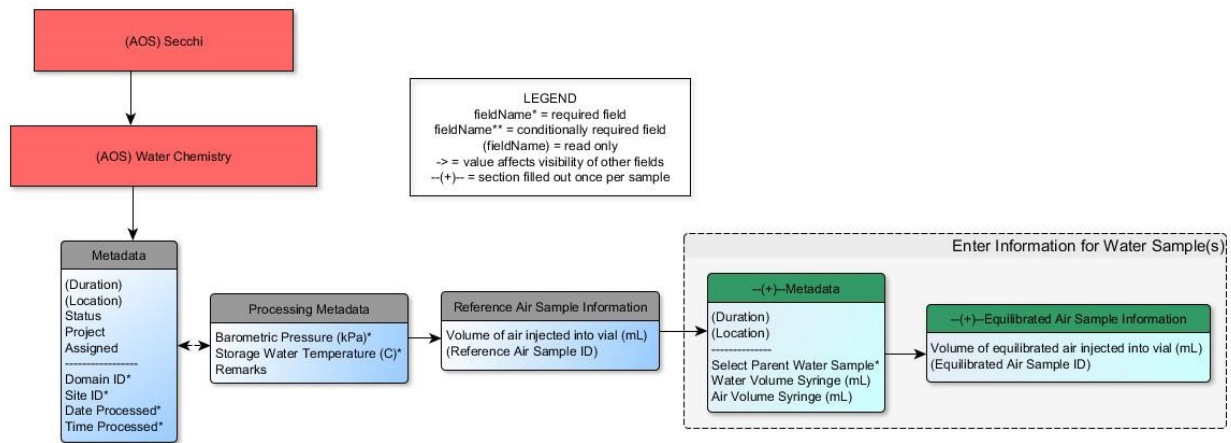 (AOS) Secchi
(AOS) Water Chemistry
LEGEND
fieldName* = required field
fieldName** = conditionally required field
(fieldName) = read only
-> = value affects visibility of other fields
--(+)-- = section filled out once per sample
Metadata
(Duration)
(Location)
Status
Project
Assigned
----------------
Domain ID*
Site ID*
Date Processed*
Time Processed*
Processing Metadata
Barometric Pressure (kPa)*
Storage Water Temperature (C)*
Remarks
Reference Air Sample Information
Volume of air injected into vial (mL)
(Reference Air Sample ID)
Enter Information for Water Sample(s)
--(+)--Metadata
(Duration)
(Location)
-------------
Select Parent Water Sample*
Water Volume Syringe (mL)
Air Volume Syringe (mL)
--(+)--Equilibrated Air Sample Information
Volume of equilibrated air injected into vial (mL)
(Equilibrated Air Sample ID)